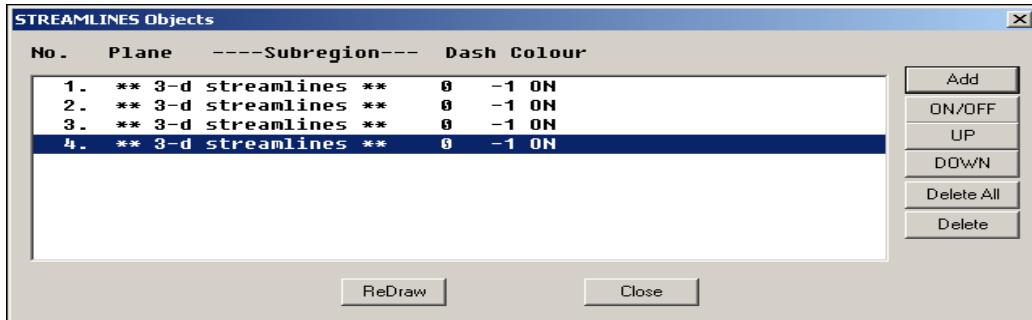 STREAMLINES Objects
No. Plane ----Subregion--- Dash Colour
1. ** 3-d streamlines ** 0 -1 ON
2. ** 3-d streamlines ** 0 -1 ON
3. ** 3-d streamlines ** 0 -1 ON
4. ** 3-d streamlines ** 0 -1 ON
Add
ON/OFF
UP
DOWN
Delete All
Delete
ReDraw Close